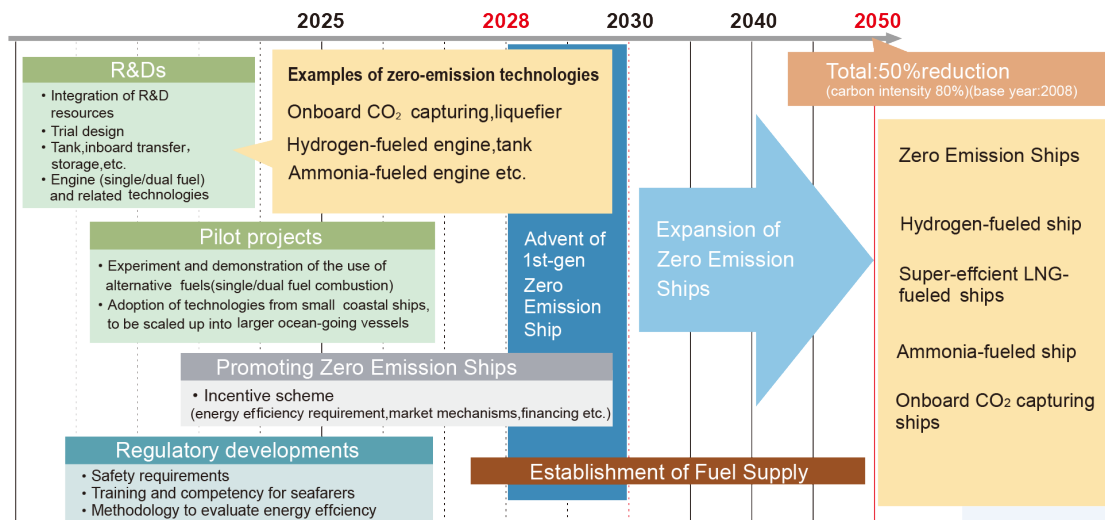 2025 2028 2030 2040 2050
R&Ds
• Integration of R&D
resources
• Trial design
• Tank,inboard transfer,
storage,etc.
• Engine (single/dual fuel)
and related technologies
Examples of zero-emission technologies
Onboard CO₂ capturing,liquefier
Hydrogen-fueled engine,tank
Ammonia-fueled engine etc.
Pilot projects
• Experiment and demonstration of the use of
alternative fuels(single/dual fuel combustion)
• Adoption of technologies from small coastal ships,
to be scaled up into larger ocean-going vessels
Promoting Zero Emission Ships
• Incentive scheme
(energy efficiency requirement,market mechanisms,financing etc.)
Regulatory developments
• Safety requirements
• Training and competency for seafarers
• Methodology to evaluate energy effciency
Advent of
1st-gen
Zero
Emission
Ship
Establishment of Fuel Supply
Expansion of
Zero Emission
Ships
Total:50%reduction
(carbon intensity 80%)(base year:2008)
Zero Emission Ships
Hydrogen-fueled ship
Super-effcient LNG-
fueled ships
Ammonia-fueled ship
Onboard CO₂ capturing
ships